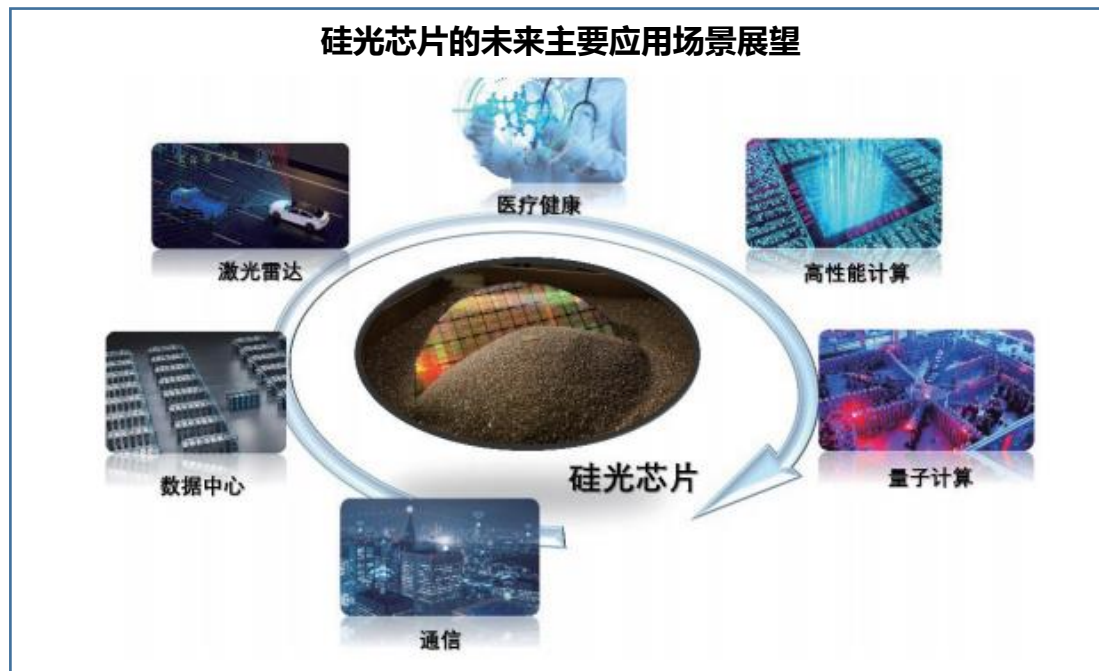 硅光芯片的未来主要应用场景展望
医疗健康
激光雷达
高性能计算
数据中心
硅光芯片
量子计算
通信